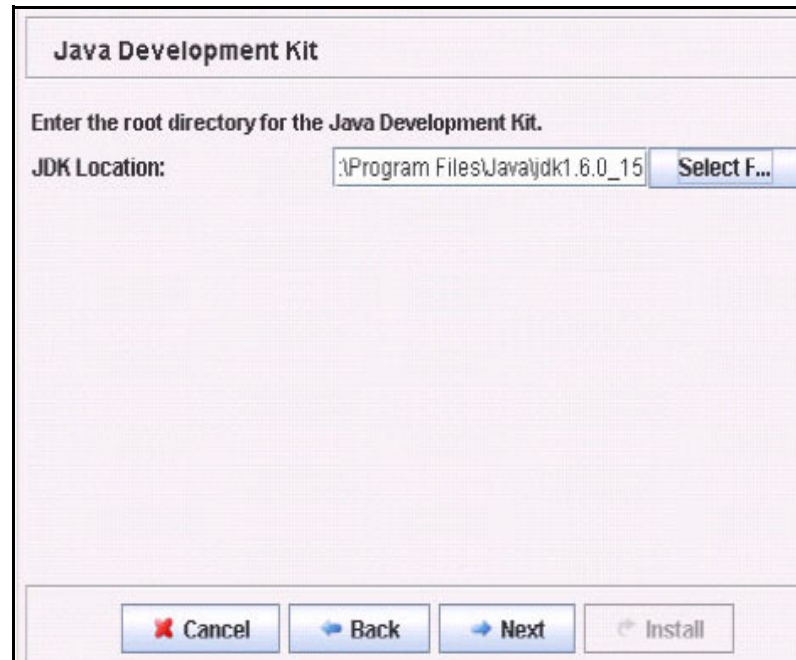 Java Development Kit
Enter the root directory for the Java Development Kit.
JDK Location: :\Program Files\Java\jdk1.6.0_15 Select F...
Cancel Back Next Install